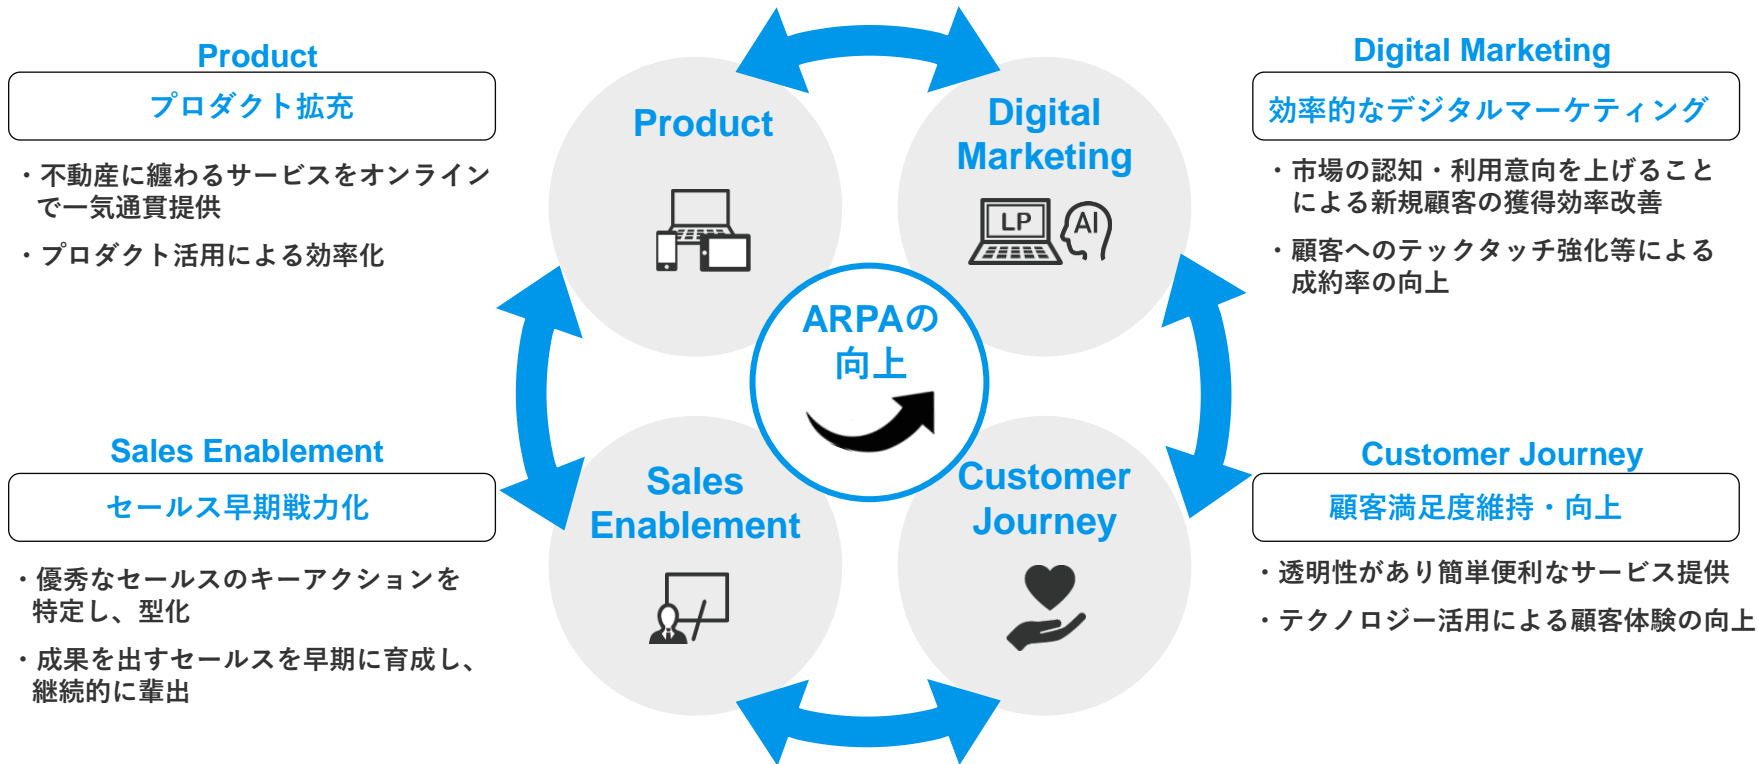 Product
プロダクト拡充
・不動産に纏わるサービスをオンライン
で一気通貫提供
・プロダクト活用による効率化
Product
Digital
Marketing
LP
AI
Digital Marketing
効率的なデジタルマーケティング
・市場の認知・利用意向を上げること
による新規顧客の獲得効率改善
・顧客へのテックタッチ強化等による
成約率の向上
ARPAの
向上
Sales Enablement
セールス早期戦力化
・優秀なセールスのキーアクションを
特定し、型化
・成果を出すセールスを早期に育成し、
継続的に輩出
Sales
Enablement
Customer
Journey
Customer Journey
顧客満足度維持・向上
・透明性があり簡単便利なサービス提供
・テクノロジー活用による顧客体験の向上